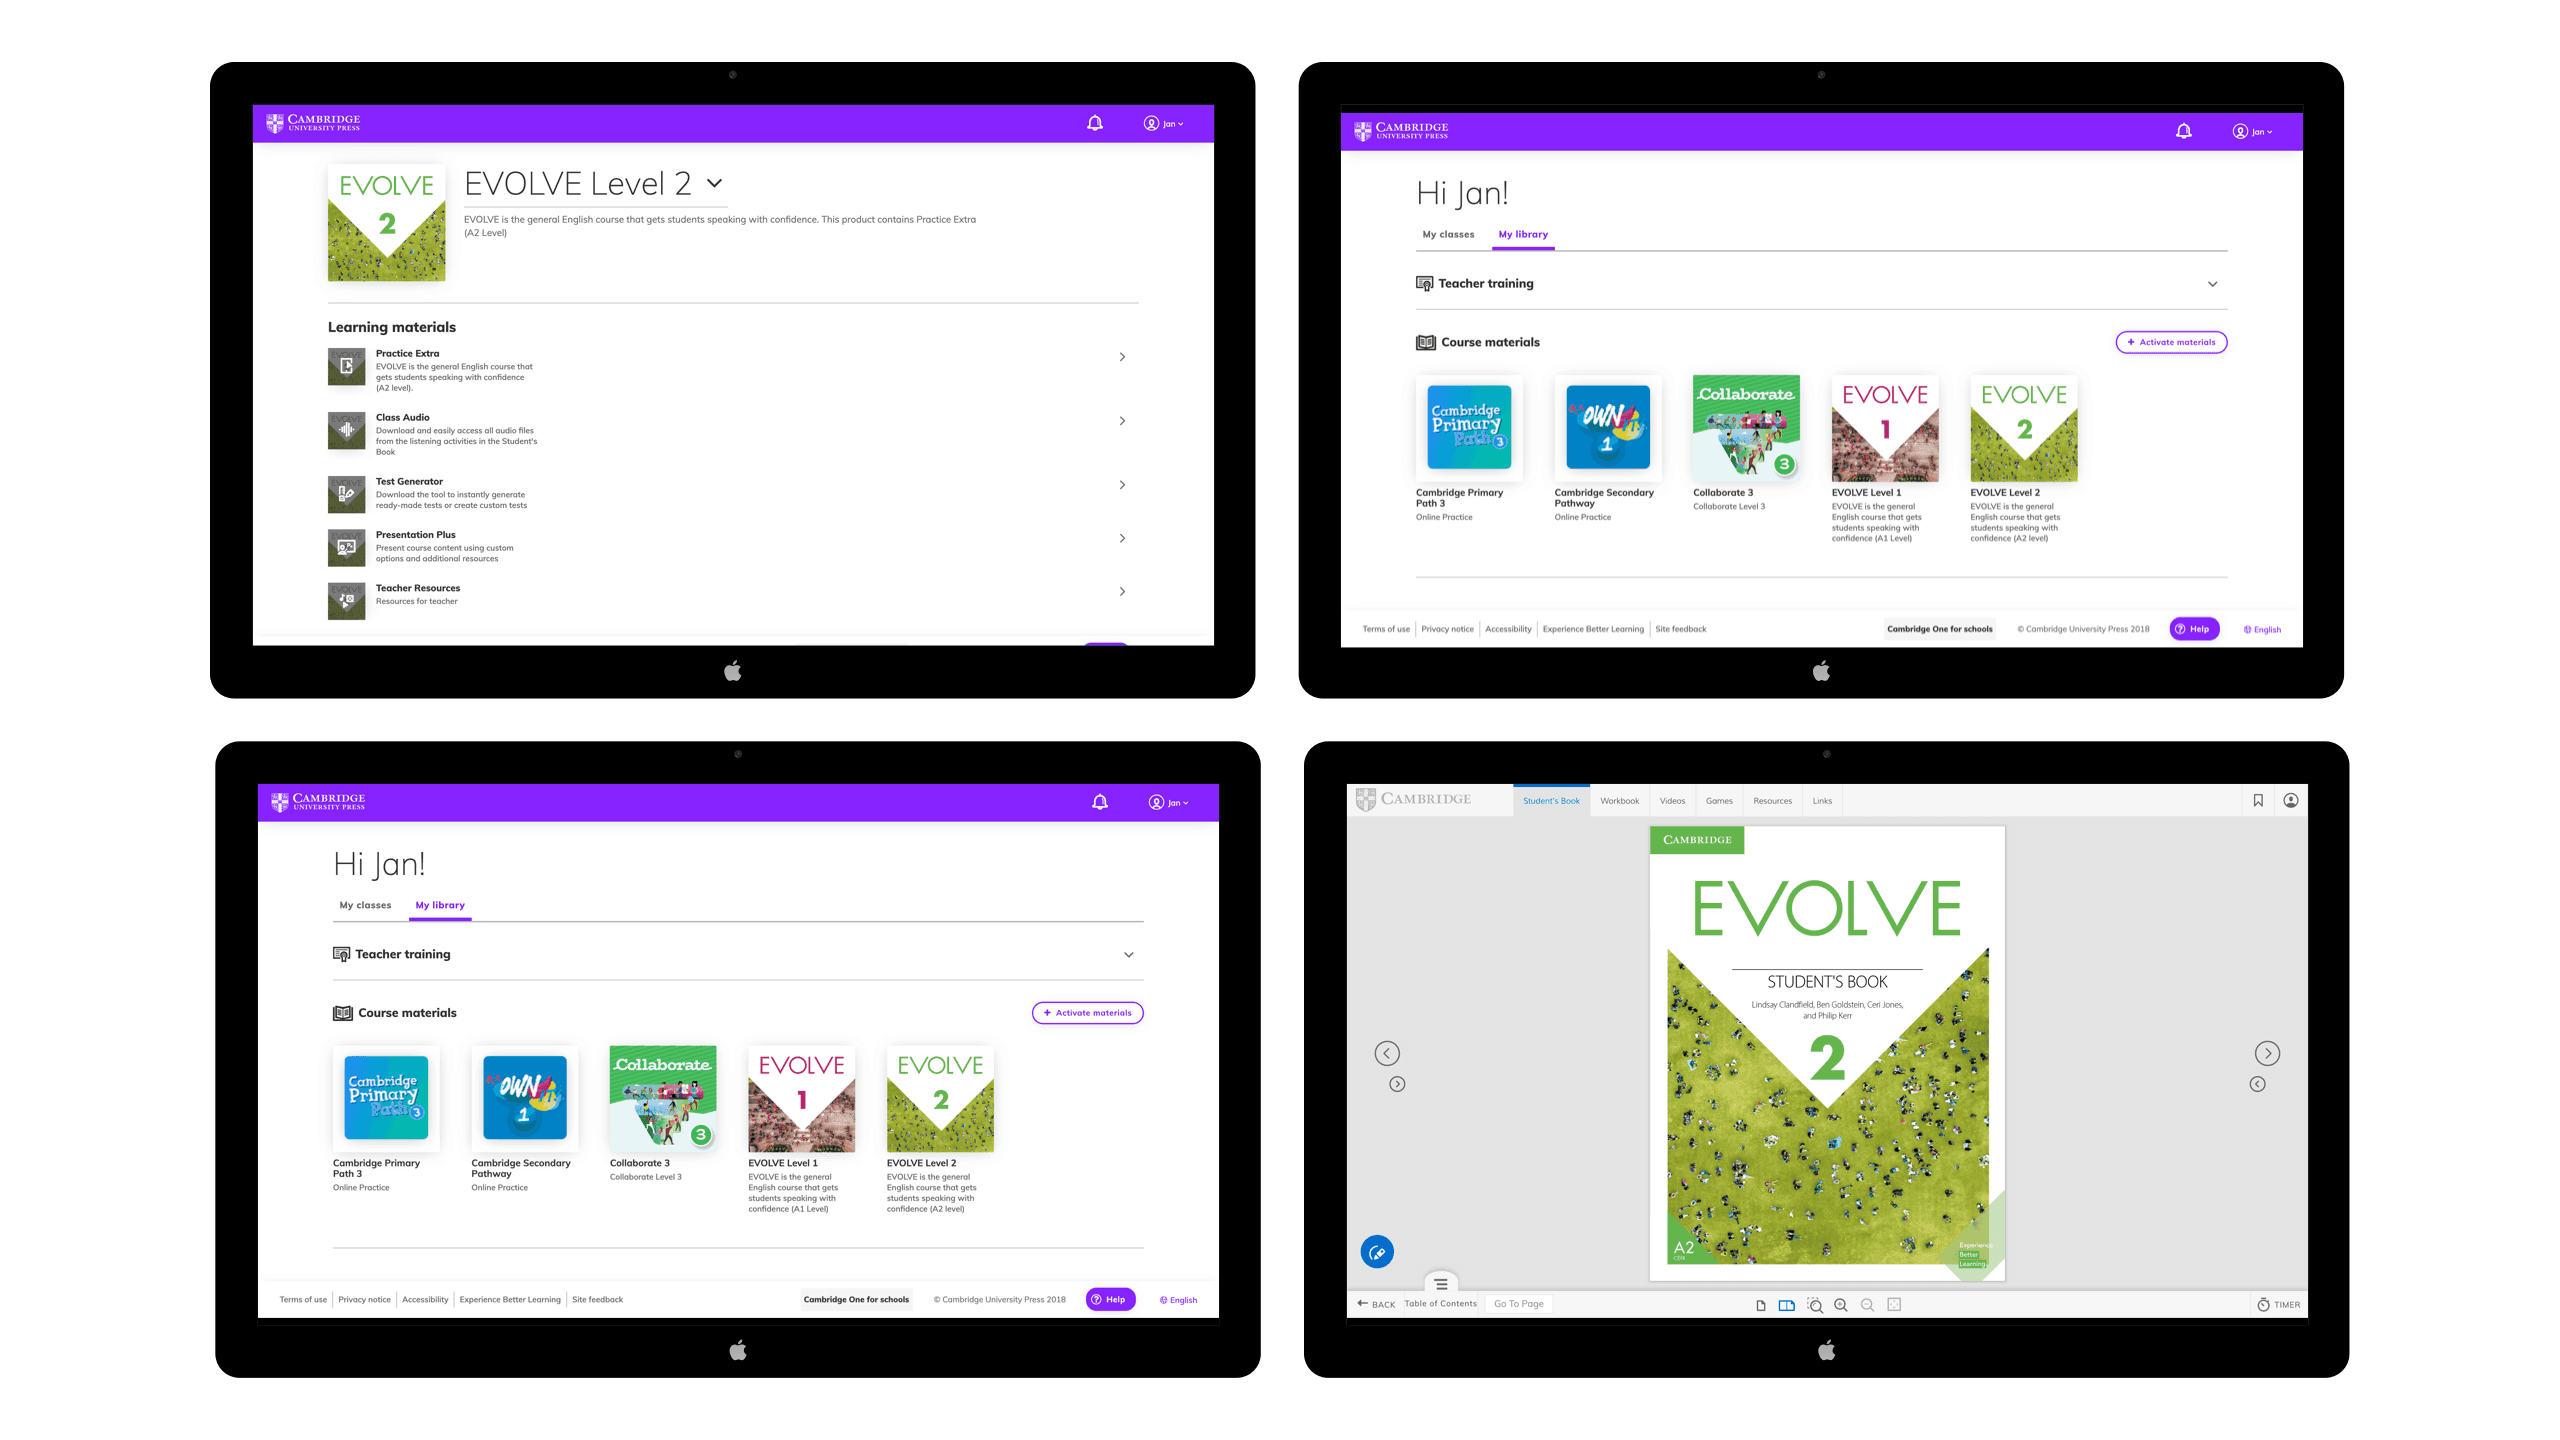 CAMBRIDGE
UNIVERSITY PRESS
Jan
EVOLVE
2
EVOLVE Level 2
EVOLVE is the general English course that gets students speaking with confidence. This product contains Practice Extra
(A2 Level)
Learning materials
Practice Extra
EVOLVE is the general English course that
gets students speaking with confidence
(A2 level).
Class Audio
Download and easily access all audio files
from the listening activities in the Student's
Book
Test Generator
Download the tool to instantly generate
ready-made tests or create custom tests
Presentation Plus
Present course content using custom
options and additional resources
Teacher Resources
Resources for teacher
CAMBRIDGE
UNIVERSITY PRESS
Jan
Hi Jan!
My classes
My library
Teacher training
Course materials
+ Activate materials
Cambridge
Primary
Path 3
OWN
1
Collaborate
3
EVOLVE
1
EVOLVE
2
Cambridge Primary
Path 3
Online Practice
Cambridge Secondary
Pathway
Online Practice
Collaborate 3
Collaborate Level 3
EVOLVE Level 1
EVOLVE is the general
English course that gets
students speaking with
confidence (A1 Level)
EVOLVE Level 2
EVOLVE is the general
English course that gets
students speaking with
confidence (A2 level)
Terms of use
Privacy notice
Accessibility
Experience Better Learning
Site feedback
Cambridge One for schools
© Cambridge University Press 2018
Help
English
CAMBRIDGE
UNIVERSITY PRESS
Jan
Hi Jan!
My classes
My library
Teacher training
Course materials
+ Activate materials
Cambridge
Primary
Path 3
OWN
1
Collaborate
3
EVOLVE
1
EVOLVE
2
Cambridge Primary
Path 3
Online Practice
Cambridge Secondary
Pathway
Online Practice
Collaborate 3
Collaborate Level 3
EVOLVE Level 1
EVOLVE is the general
English course that gets
students speaking with
confidence (A1 Level)
EVOLVE Level 2
EVOLVE is the general
English course that gets
students speaking with
confidence (A2 level)
Terms of use
Privacy notice
Accessibility
Experience Better Learning
Site feedback
Cambridge One for schools
© Cambridge University Press 2018
Help
English
CAMBRIDGE
Student's Book
Workbook
Videos
Games
Resources
Links
CAMBRIDGE
EVOLVE
STUDENT'S BOOK
Lindsay Clandfield, Ben Goldstein, Ceri Jones,
and Philip Kerr
2
A2
CEFR
Experience
Better
Learning
BACK
Table of Contents
Go To Page
TIMER